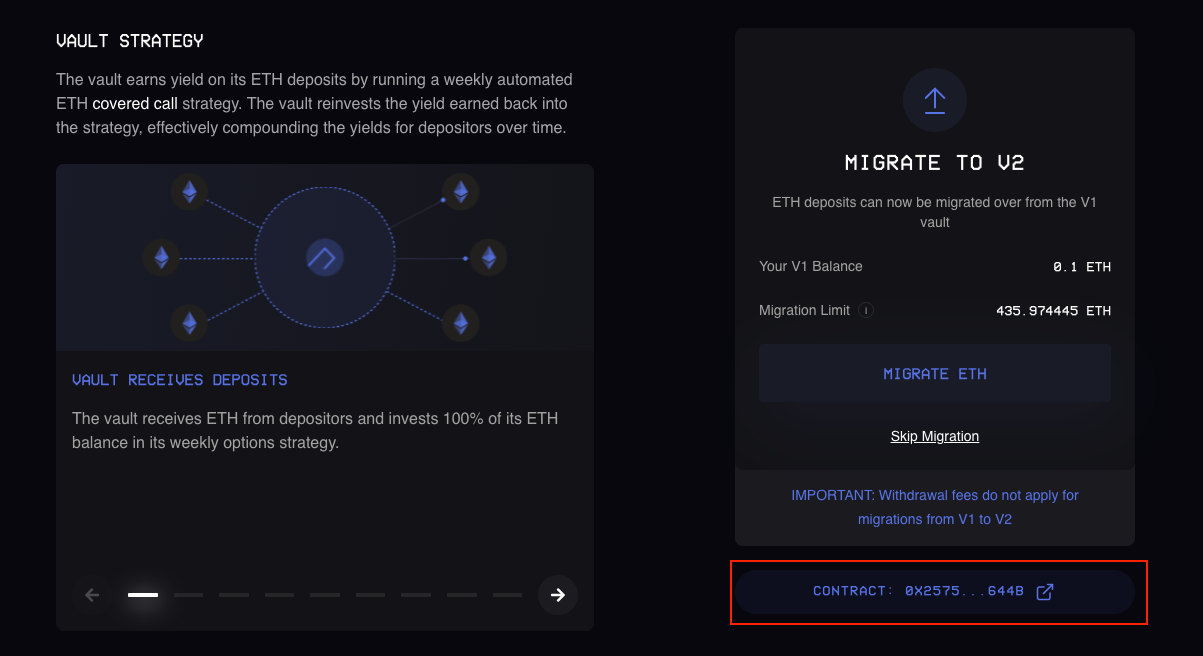 VAULT STRATEGY
The vault earns yield on its ETH deposits by running a weekly automated
ETH covered call strategy. The vault reinvests the yield earned back into
the strategy, effectively compounding the yields for depositors over time.
VAULT RECEIVES DEPOSITS
The vault receives ETH from depositors and invests 100% of its ETH
balance in its weekly options strategy.
MIGRATE TO V2
ETH deposits can now be migrated over from the V1
vault
Your V1 Balance 0.1 ETH
Migration Limit i 435.974445 ETH
MIGRATE ETH
Skip Migration
IMPORTANT: Withdrawal fees do not apply for
migrations from V1 to V2
CONTRACT: 0X2575...644B